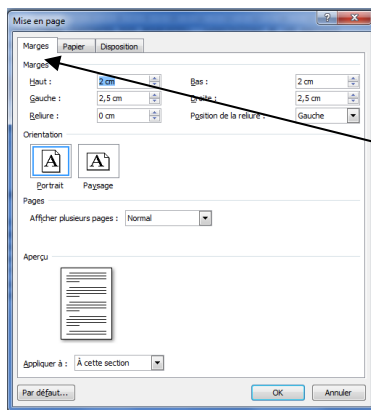 Mise en page
Marges Papier Disposition
Marges
Haut : 2 cm Bas : 2 cm
Gauche : 2,5 cm Droite : 2,5 cm
Reliure : 0 cm Position de la reliure : Gauche
Orientation
A A
Portrait Paysage
Pages
Afficher plusieurs pages : Normal
Aperçu
Appliquer à : À cette section
Par défaut... OK Annuler